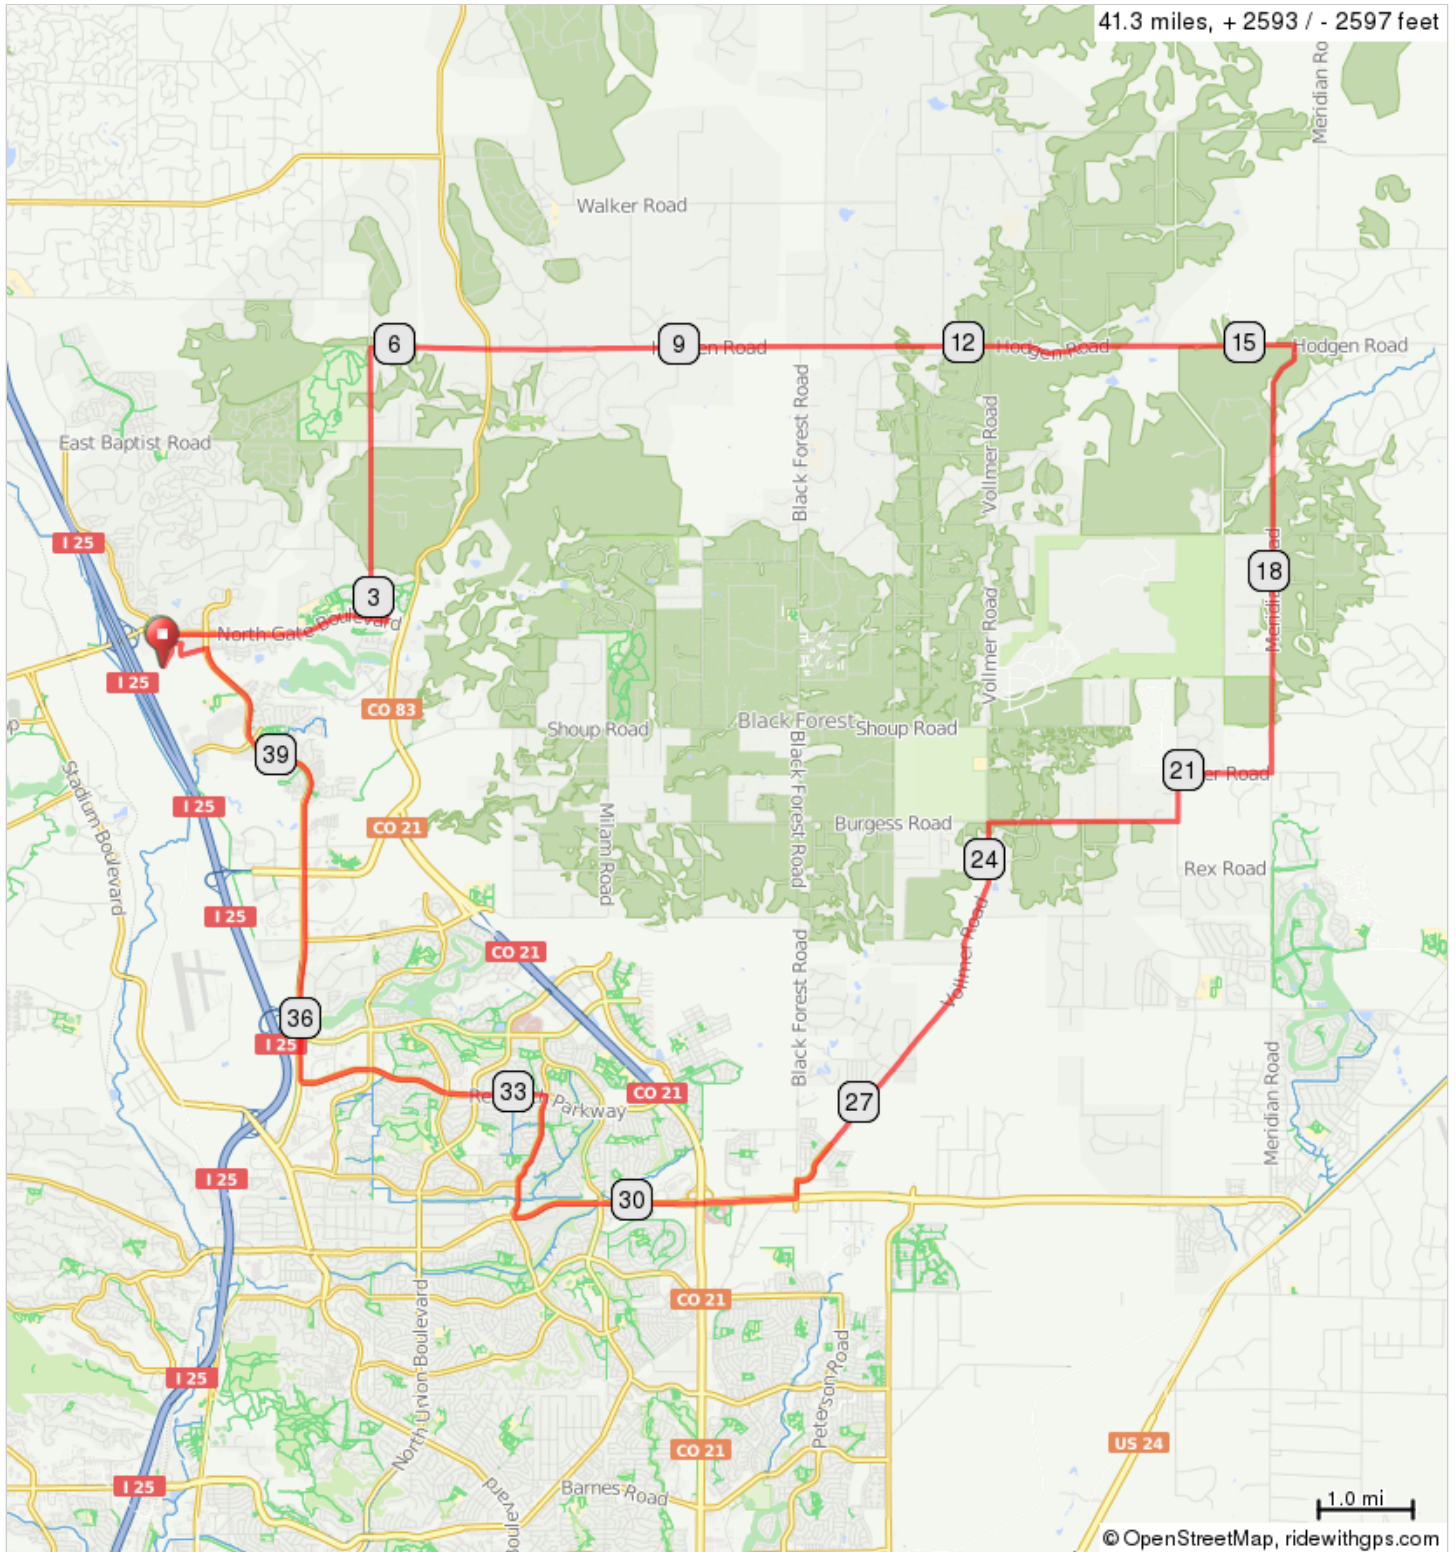 41.3 miles, + 2593 / - 2597 feet
Meridian Ro
Walker Road
6
9
en Road
12
Hodgen Road
15
Hodgen Road
East Baptist Road
Black Forest Road
Vollmer Road
I 25
18
Meridian Road
3
North Gate Boulevard
Vollmer Road
I 25
CO 83
Shoup Road
Black Forest
Shoup Road
39
21
er Road
Stadium Boulevard
I 25
CO 21
Milam Road
Black Forest Road
Burgess Road
24
Rex Road
I 25
CO 21
Vollmer Road
Black Forest Road
36
I 25
33
Parkway
CO 21
27
Meridian Road
I 25
30
CO 21
North Union Boulevard
Peterson Road
I 25
CO 21
US 24
I 25
Barnes Road
oulevard
1.0 mi
© OpenStreetMap, ridewithgps.com